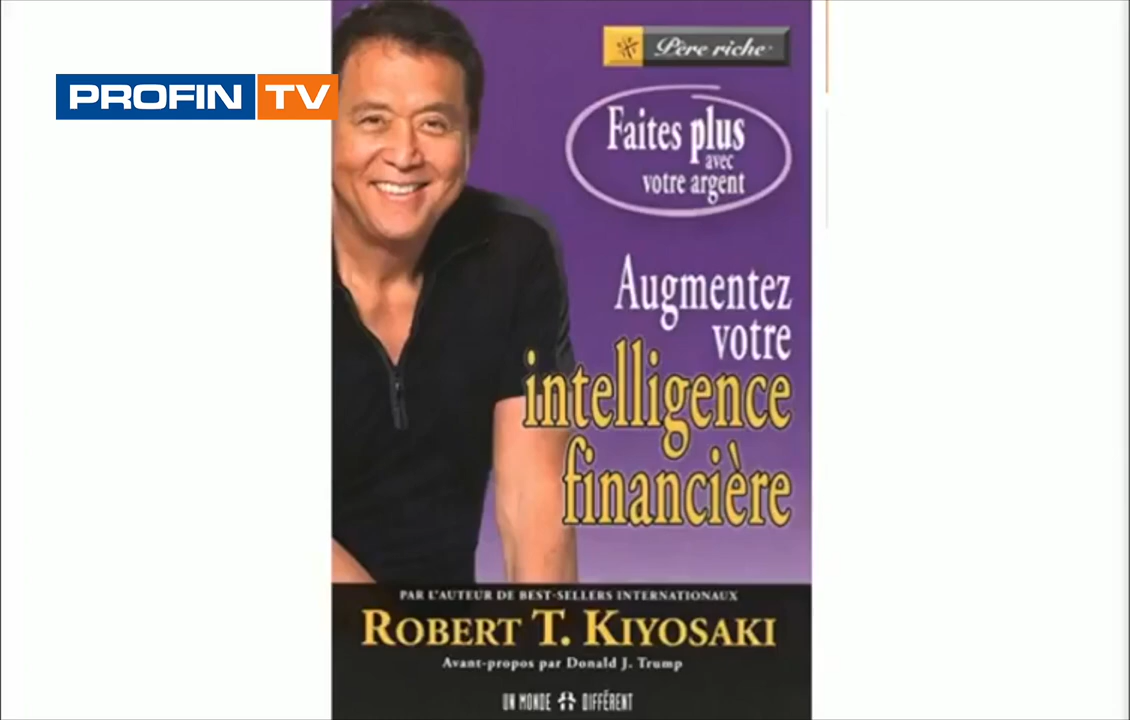 PROFIN TV
Père riche
Faites plus
avec
votre argent
Augmentez
votre
intelligence
financière
PAR L'AUTEUR DE BEST-SELLERS INTERNATIONAUX
ROBERT T. KIYOSAKI
Avant-propos par Donald J. Trump
UN MONDE DIFFÉRENT